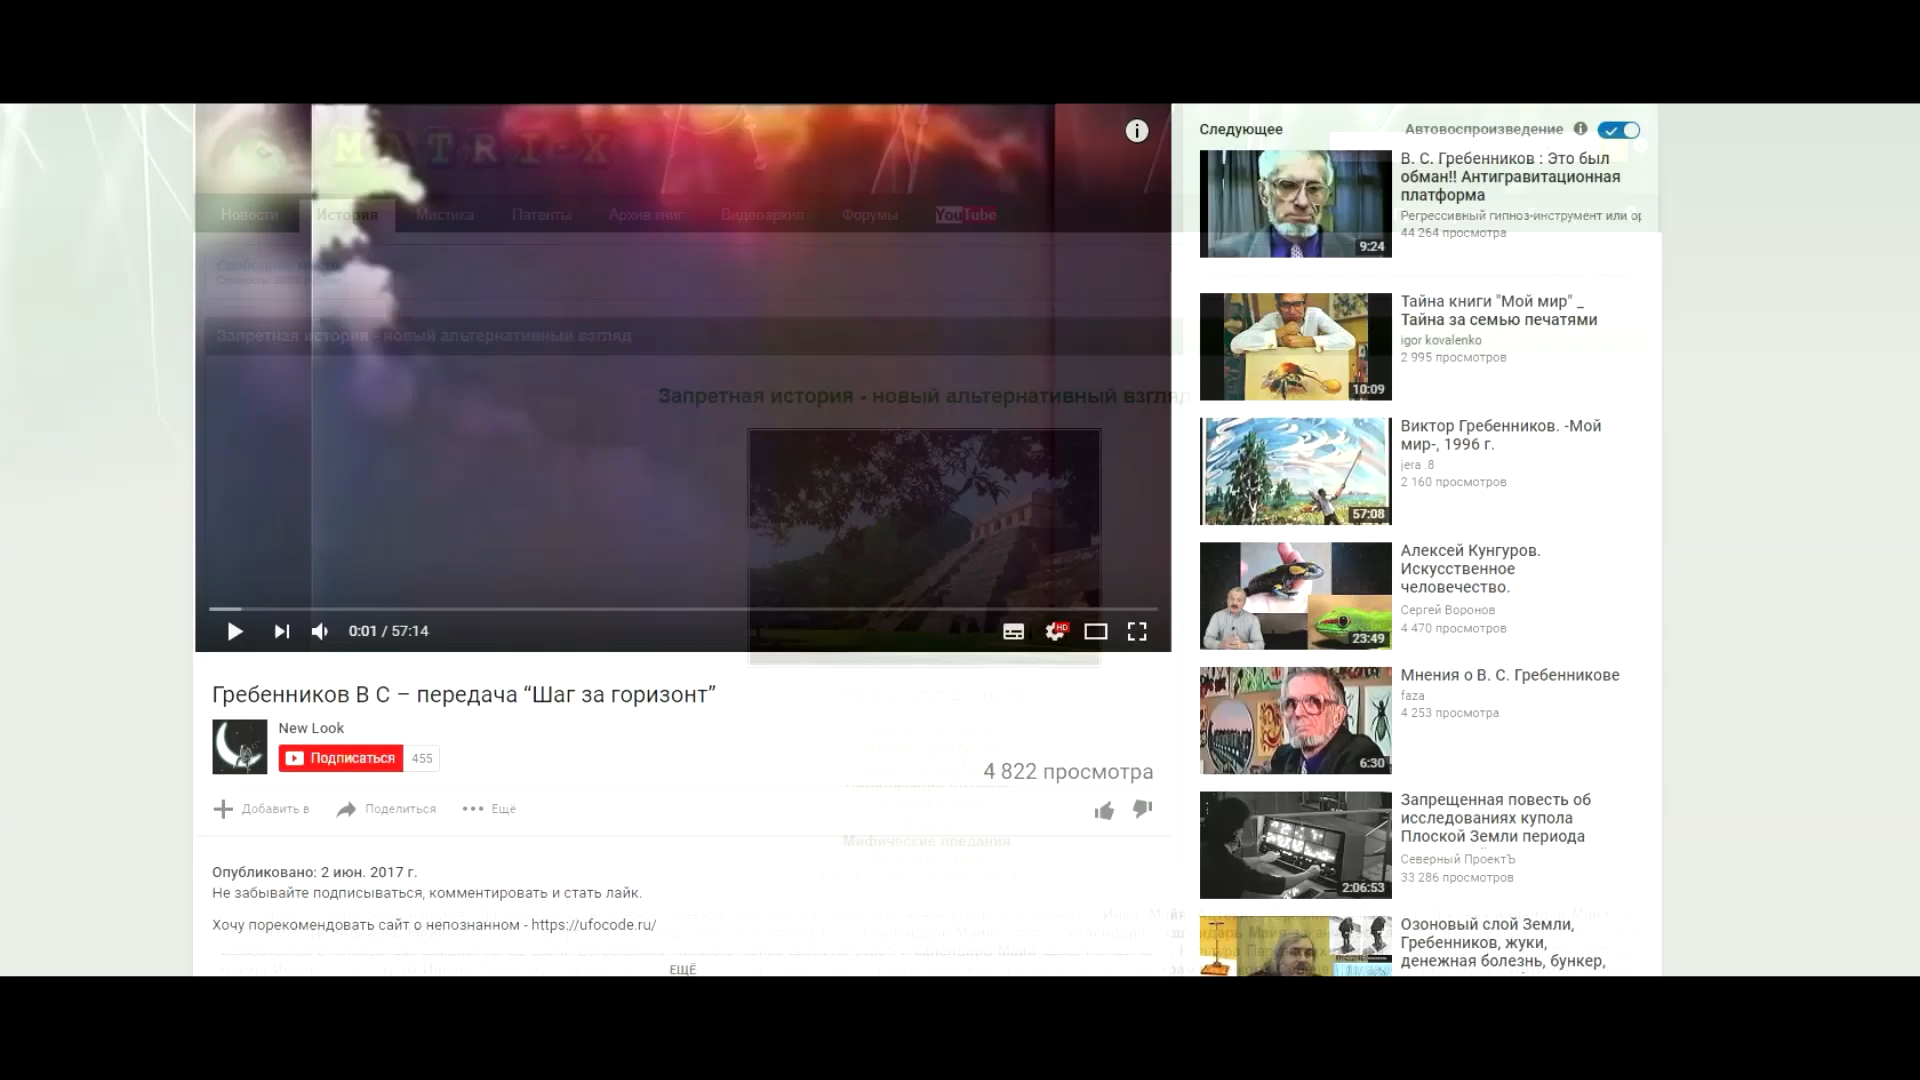 MATRI-X
Новости История Мистика Патенты Архив книг Видеоархив Форумы YouTube
Запретная история - новый альтернативный взгляд
Запретная история - новый альтернативный взгляд
0:01 / 57:14
HD
Гребенников В С – передача “Шаг за горизонт”
New Look
Подписаться 455
4 822 просмотра
Добавить в Поделиться Ещё
Опубликовано: 2 июн. 2017 г.
Не забывайте подписываться, комментировать и стать лайк.
Хочу порекомендовать сайт о непознанном - https://ufocode.ru/
ЕЩЁ
Мифические предания
Следующее Автовоспроизведение
В. С. Гребенников : Это был
обман!! Антигравитационная
платформа
Регрессивный гипноз-инструмент или
44 264 просмотра
9:24
Тайна книги "Мой мир" _
Тайна за семью печатями
igor kovalenko
2 995 просмотров
10:09
Виктор Гребенников. -Мой
мир-, 1996 г.
jera .8
2 160 просмотров
57:08
Алексей Кунгуров.
Искусственное
человечество.
Сергей Воронов
4 470 просмотров
23:49
Мнения о В. С. Гребенникове
faza
4 253 просмотра
6:30
Запрещенная повесть об
исследованиях купола
Плоской Земли периода
Северный ПроектЪ
33 286 просмотров
2:06:53
Озоновый слой Земли,
Гребенников, жуки,
денежная болезнь, бункер,